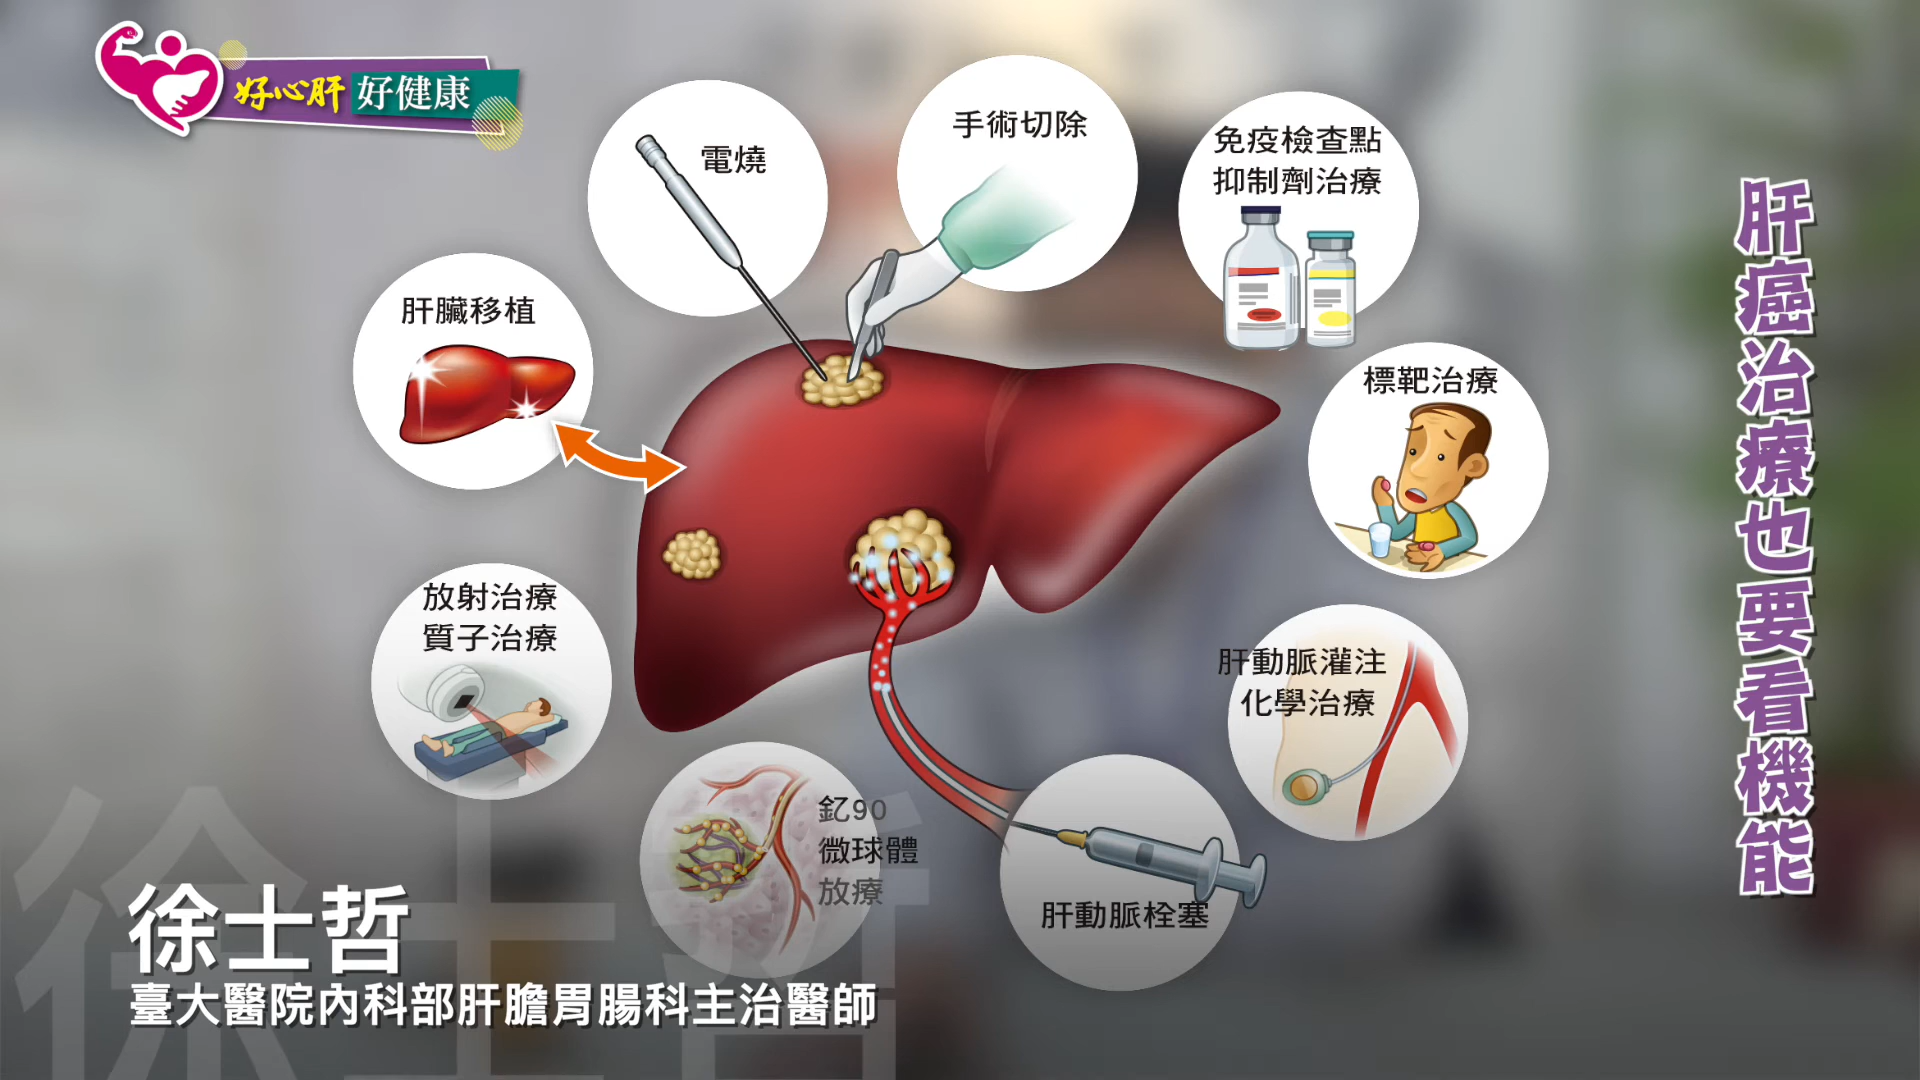 好心肝 好健康
電燒
手術切除
免疫檢查點
抑制劑治療
肝臟移植
標靶治療
放射治療
質子治療
肝動脈灌注
化學治療
釔90
微球體
放療
肝動脈栓塞
肝癌治療也要看機能
徐士哲
徐士哲
臺大醫院內科部肝膽胃腸科主治醫師